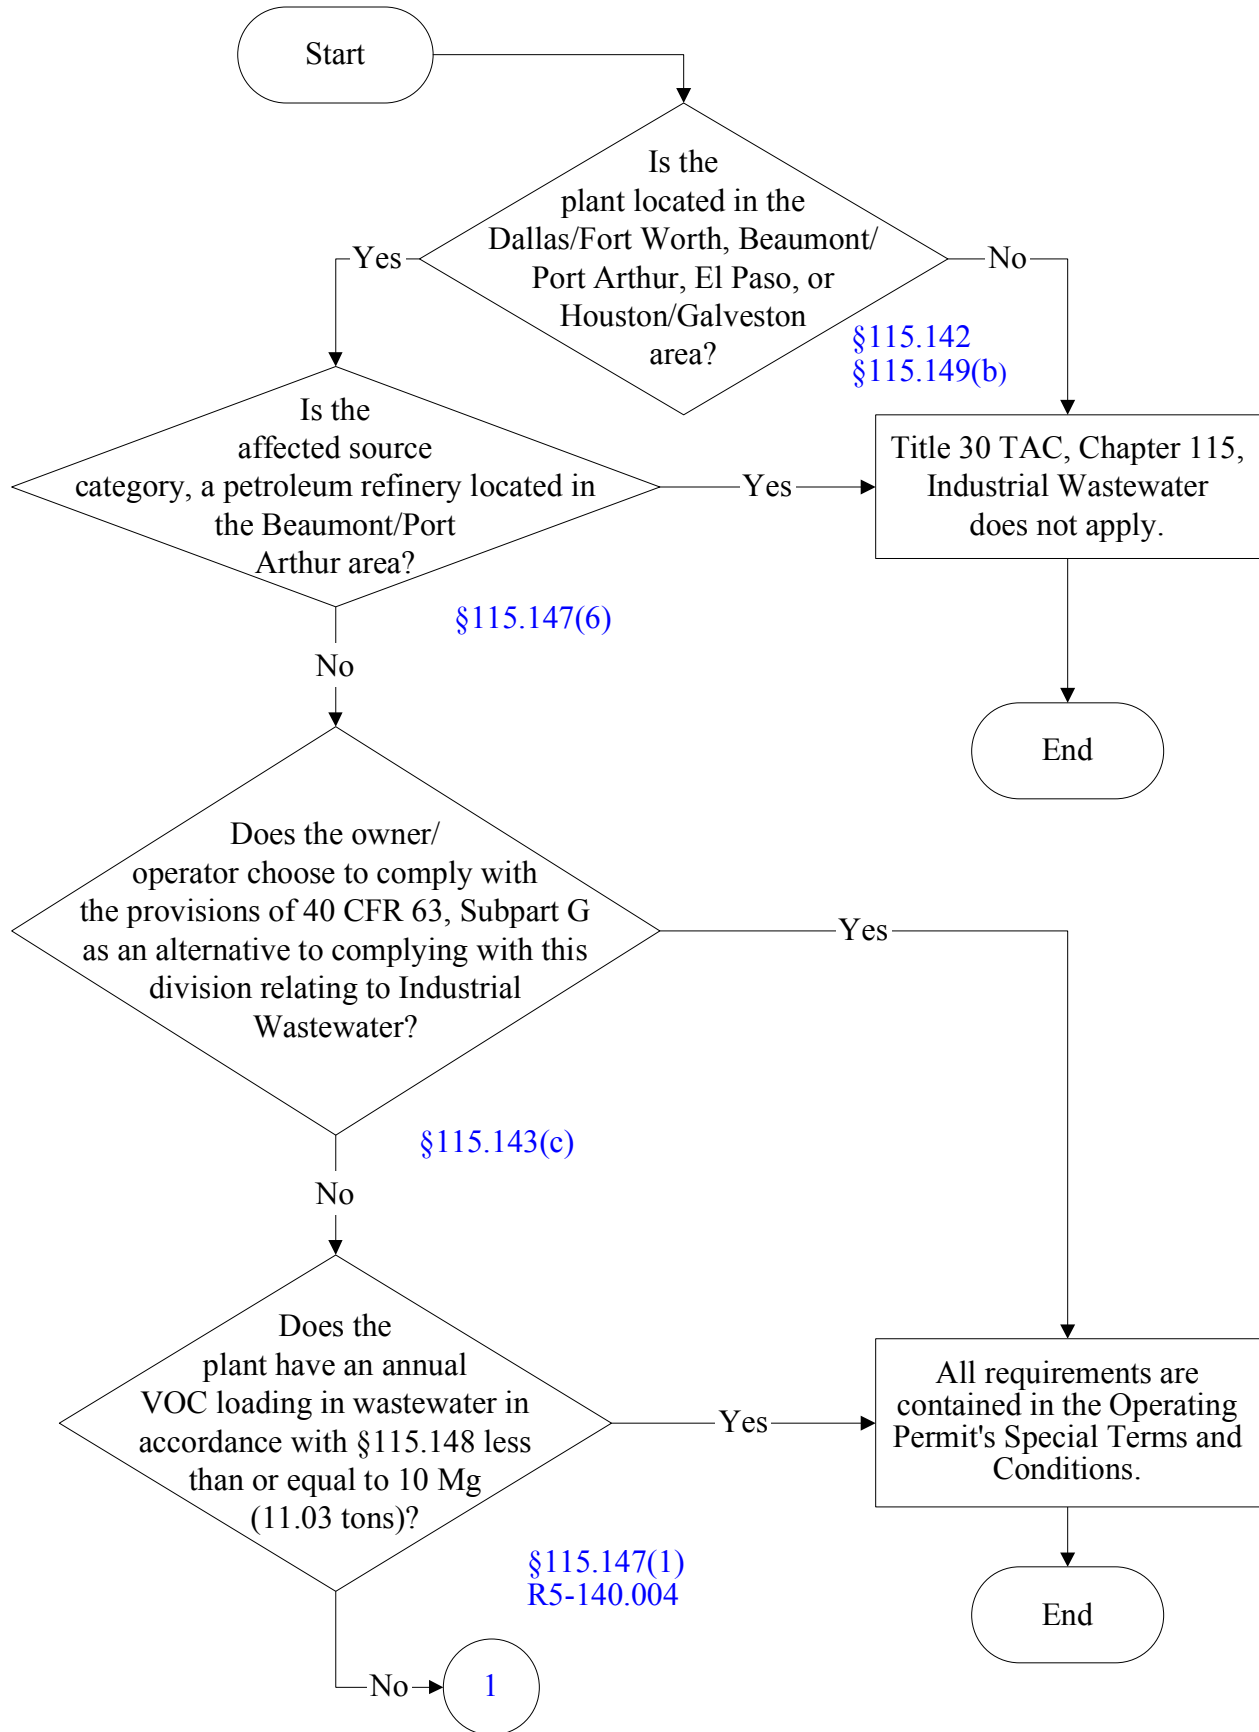 Start
Is the
plant located in the
Dallas/Fort Worth, Beaumont/
Port Arthur, El Paso, or
Houston/Galveston
area?
Yes
No
§115.142
§115.149(b)
Is the
affected source
category, a petroleum refinery located in
the Beaumont/Port
Arthur area?
Yes
Title 30 TAC, Chapter 115,
Industrial Wastewater
does not apply.
§115.147(6)
No
End
Does the owner/
operator choose to comply with
the provisions of 40 CFR 63, Subpart G
as an alternative to complying with this
division relating to Industrial
Wastewater?
Yes
§115.143(c)
No
Does the
plant have an annual
VOC loading in wastewater in
accordance with §115.148 less
than or equal to 10 Mg
(11.03 tons)?
Yes
All requirements are
contained in the Operating
Permit's Special Terms and
Conditions.
§115.147(1)
R5-140.004
End
No
1